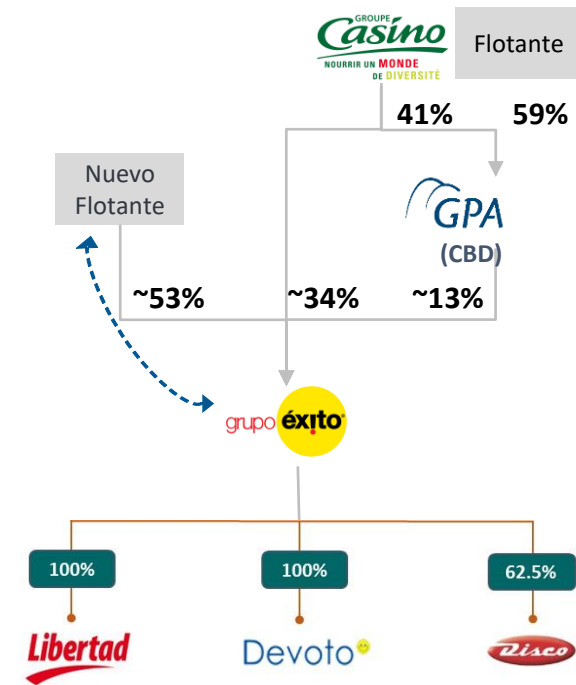 GROUPE
Casino
NOURRIR UN MONDE
DE DIVERSITÉ
Flotante
41%
59%
Nuevo
Flotante
GPA
(CBD)
~53%
~34%
~13%
grupo éxito
100%
100%
62.5%
Libertad
Devoto
Disco